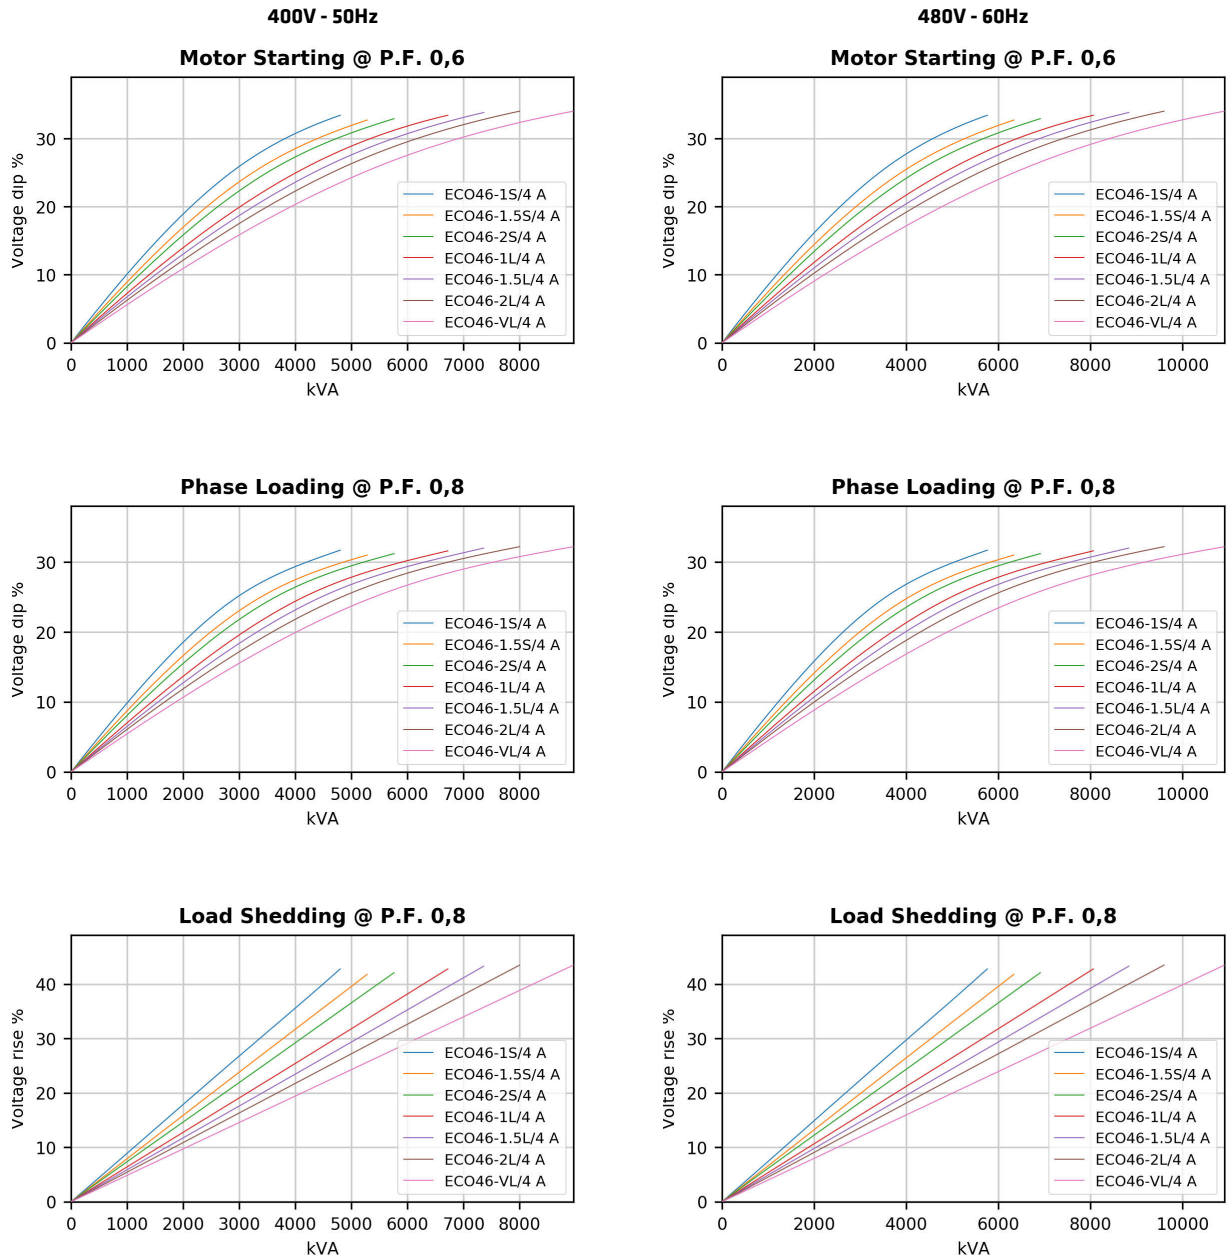 400V - 50Hz
480V - 60Hz
Motor Starting @ P.F. 0,6
Voltage dip %
30
20
10
0
ECO46-1S/4 A
ECO46-1.5S/4 A
ECO46-2S/4 A
ECO46-1L/4 A
ECO46-1.5L/4 A
ECO46-2L/4 A
ECO46-VL/4 A
0 1000 2000 3000 4000 5000 6000 7000 8000
kVA
Motor Starting @ P.F. 0,6
Voltage dip %
30
20
10
0
ECO46-1S/4 A
ECO46-1.5S/4 A
ECO46-2S/4 A
ECO46-1L/4 A
ECO46-1.5L/4 A
ECO46-2L/4 A
ECO46-VL/4 A
0 2000 4000 6000 8000 10000
kVA
Phase Loading @ P.F. 0,8
Voltage dip %
30
20
10
0
ECO46-1S/4 A
ECO46-1.5S/4 A
ECO46-2S/4 A
ECO46-1L/4 A
ECO46-1.5L/4 A
ECO46-2L/4 A
ECO46-VL/4 A
0 1000 2000 3000 4000 5000 6000 7000 8000
kVA
Phase Loading @ P.F. 0,8
Voltage dip %
30
20
10
0
ECO46-1S/4 A
ECO46-1.5S/4 A
ECO46-2S/4 A
ECO46-1L/4 A
ECO46-1.5L/4 A
ECO46-2L/4 A
ECO46-VL/4 A
0 2000 4000 6000 8000 10000
kVA
Load Shedding @ P.F. 0,8
Voltage rise %
40
30
20
10
0
ECO46-1S/4 A
ECO46-1.5S/4 A
ECO46-2S/4 A
ECO46-1L/4 A
ECO46-1.5L/4 A
ECO46-2L/4 A
ECO46-VL/4 A
0 1000 2000 3000 4000 5000 6000 7000 8000
kVA
Load Shedding @ P.F. 0,8
Voltage rise %
40
30
20
10
0
ECO46-1S/4 A
ECO46-1.5S/4 A
ECO46-2S/4 A
ECO46-1L/4 A
ECO46-1.5L/4 A
ECO46-2L/4 A
ECO46-VL/4 A
0 2000 4000 6000 8000 10000
kVA